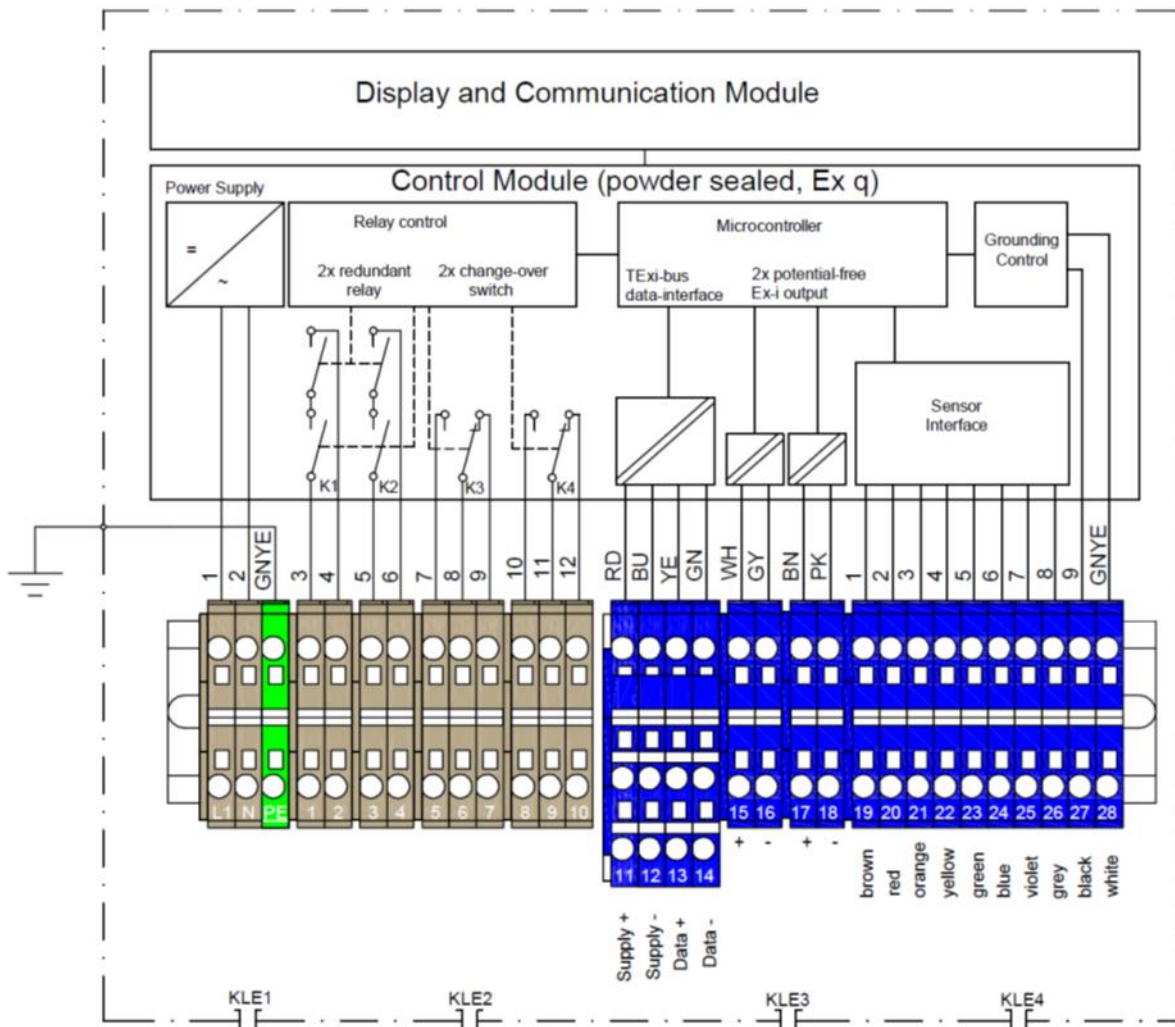 Display and Communication Module
Control Module (powder sealed, Ex q)
Power Supply
=
~
Relay control
2x redundant
relay
2x change-over
switch
Microcontroller
TExi-bus
data-interface
2x potential-free
Ex-i output
Grounding
Control
Sensor
Interface
K1
K2
K3
K4
1
2
GNYE
3
4
5
6
7
8
9
10
11
12
RD
BU
YE
GN
WH
GY
BN
PK
1
2
3
4
5
6
7
8
9
GNYE
L1 N PE 1 2 3 4 5 6 7 8 9 10
15 16 17 18 19 20 21 22 23 24 25 26 27 28
+ - + -
11 12 13 14
brown
red
orange
yellow
green
blue
violet
grey
black
white
Supply +
Supply -
Data +
Data -
KLE1 KLE2 KLE3 KLE4